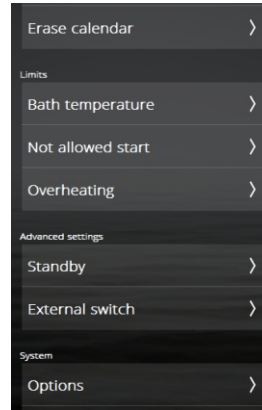 Erase calendar
Limits
Bath temperature
Not allowed start
Overheating
Advanced settings
Standby
External switch
System
Options